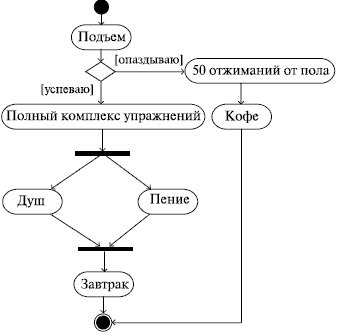 Подъем
[опаздываю]
50 отжиманий от пола
[успеваю]
Полный комплекс упражнений
Кофе
Душ
Пение
Завтрак